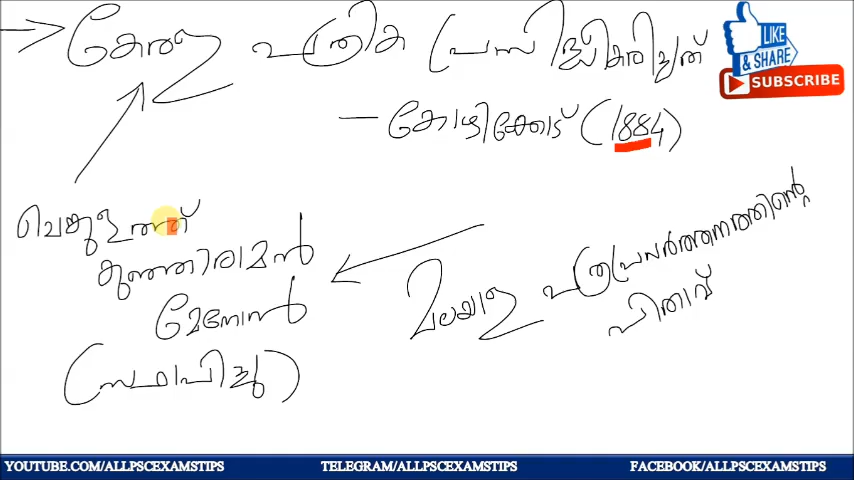 കേരള പത്രിക പ്രസിദ്ധീകരിച്ചത്
- കോഴിക്കോട് (1884)
LIKE
& SHARE
SUBSCRIBE
ചെങ്കുളത്ത്
കുഞ്ഞിരാമൻ
മേനോൻ
(സ്ഥാപിച്ചു)
മലയാള പത്രപ്രവർത്തനത്തിന്റെ
പിതാവ്
YOUTUBE.COM/ALLPSCEXAMSTIPS
TELEGRAM/ALLPSCEXAMSTIPS
FACEBOOK/ALLPSCEXAMSTIPS